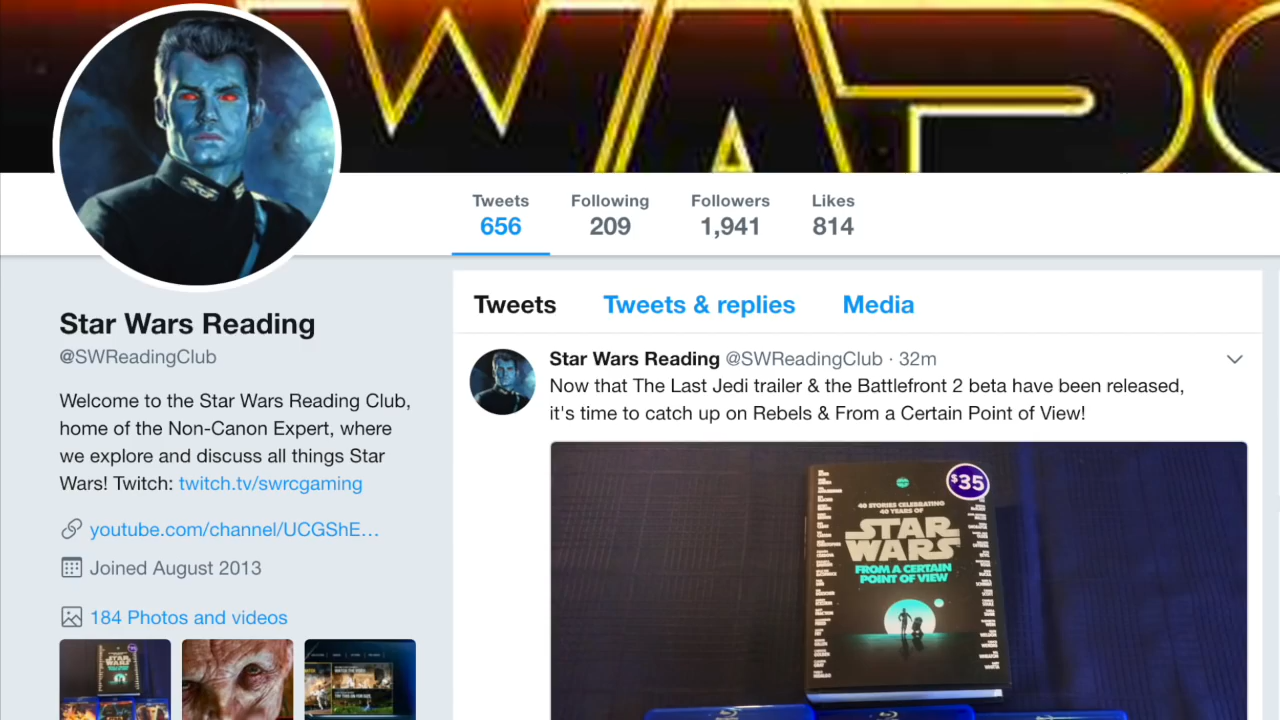 WARS
Tweets Following Followers Likes
656 209 1,941 814
Tweets Tweets & replies Media
Star Wars Reading
@SWReadingClub
Welcome to the Star Wars Reading Club,
home of the Non-Canon Expert, where
we explore and discuss all things Star
Wars! Twitch: twitch.tv/swrcgaming
youtube.com/channel/UCGShE…
Joined August 2013
184 Photos and videos
Star Wars Reading @SWReadingClub · 32m
Now that The Last Jedi trailer & the Battlefront 2 beta have been released,
it's time to catch up on Rebels & From a Certain Point of View!
$35
40 STORIES CELEBRATING
40 YEARS OF
STAR
WARS
FROM A CERTAIN
POINT OF VIEW
STAR
WARS